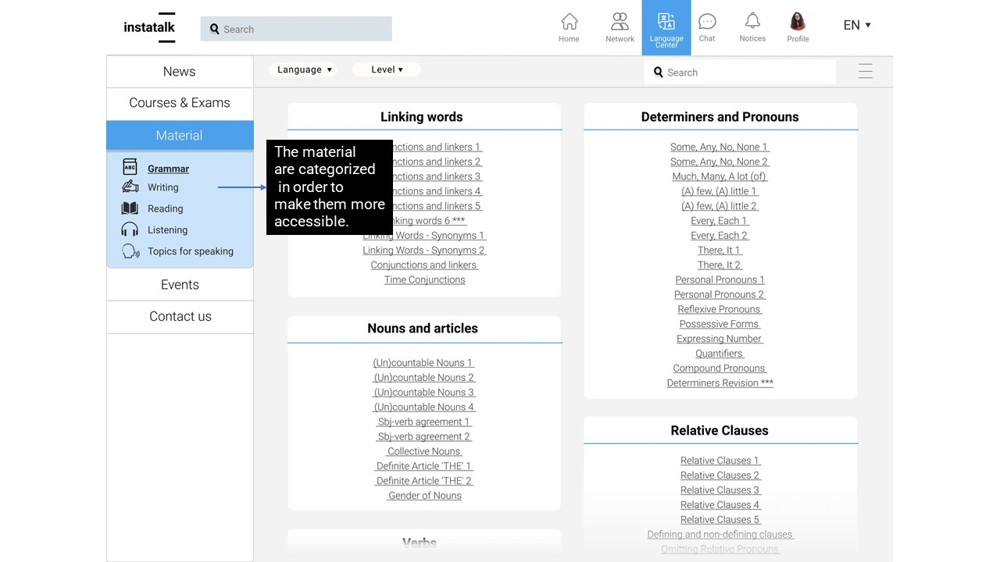 instatalk
Search
Home
Network
Language
Center
Chat
Notices
Profile
EN
News
Courses & Exams
Material
ABC
Grammar
Writing
Reading
Listening
Topics for speaking
Events
Contact us
Language
Level
Search
The material
are categorized
in order to
make them more
accessible.
Linking words
nctions and linkers 1
nctions and linkers 2
nctions and linkers 3
nctions and linkers 4
nctions and linkers 5
nking words 6 ***
Linking Words - Synonyms 1
Linking Words - Synonyms 2
Conjunctions and linkers
Time Conjunctions
Nouns and articles
(Un)countable Nouns 1
(Un)countable Nouns 2
(Un)countable Nouns 3
(Un)countable Nouns 4
Sbj-verb agreement 1
Sbj-verb agreement 2
Collective Nouns
Definite Article 'THE' 1
Definite Article 'THE' 2
Gender of Nouns
Verbs
Determiners and Pronouns
Some, Any, No, None 1
Some, Any, No, None 2
Much, Many, A lot (of)
(A) few, (A) little 1
(A) few, (A) little 2
Every, Each 1
Every, Each 2
There, It 1
There, It 2
Personal Pronouns 1
Personal Pronouns 2
Reflexive Pronouns
Possessive Forms
Expressing Number
Quantifiers
Compound Pronouns
Determiners Revision ***
Relative Clauses
Relative Clauses 1
Relative Clauses 2
Relative Clauses 3
Relative Clauses 4
Relative Clauses 5
Defining and non-defining clauses
Omitting Relative Pronouns